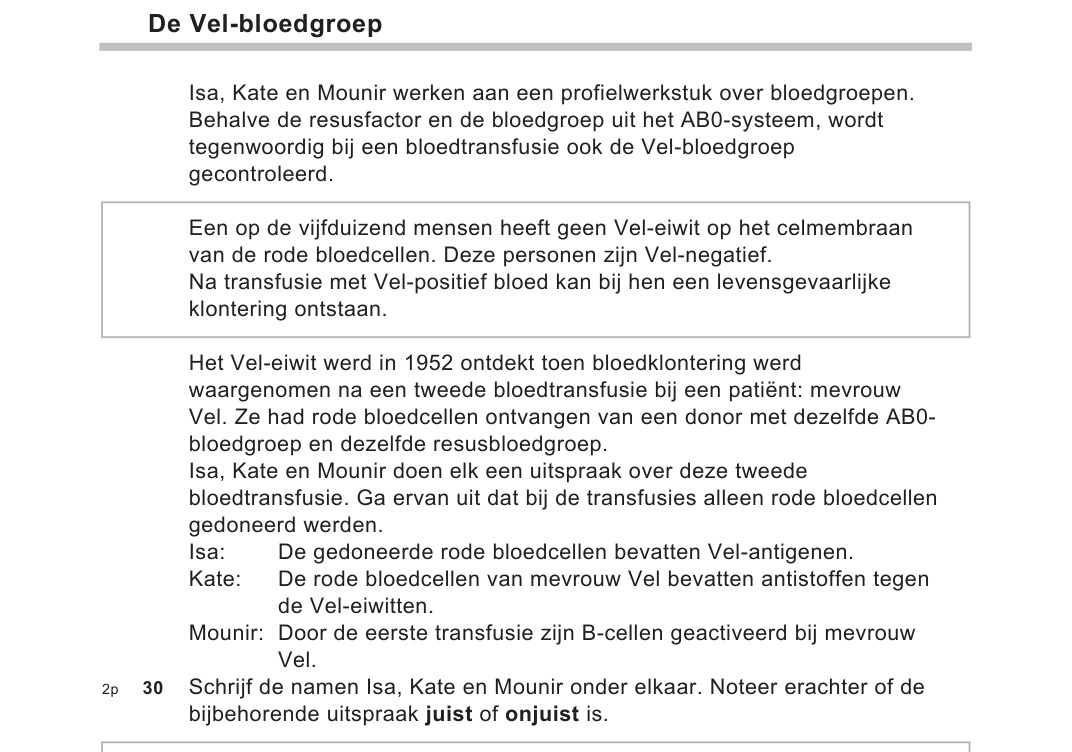 De Vel-bloedgroep
Isa, Kate en Mounir werken aan een profielwerkstuk over bloedgroepen.
Behalve de resusfactor en de bloedgroep uit het AB0-systeem, wordt
tegenwoordig bij een bloedtransfusie ook de Vel-bloedgroep
gecontroleerd.
Een op de vijfduizend mensen heeft geen Vel-eiwit op het celmembraan
van de rode bloedcellen. Deze personen zijn Vel-negatief.
Na transfusie met Vel-positief bloed kan bij hen een levensgevaarlijke
klontering ontstaan.
Het Vel-eiwit werd in 1952 ontdekt toen bloedklontering werd
waargenomen na een tweede bloedtransfusie bij een patiënt: mevrouw
Vel. Ze had rode bloedcellen ontvangen van een donor met dezelfde AB0-
bloedgroep en dezelfde resusbloedgroep.
Isa, Kate en Mounir doen elk een uitspraak over deze tweede
bloedtransfusie. Ga ervan uit dat bij de transfusies alleen rode bloedcellen
gedoneerd werden.
Isa: De gedoneerde rode bloedcellen bevatten Vel-antigenen.
Kate: De rode bloedcellen van mevrouw Vel bevatten antistoffen tegen
de Vel-eiwitten.
Mounir: Door de eerste transfusie zijn B-cellen geactiveerd bij mevrouw
Vel.
2p 30 Schrijf de namen Isa, Kate en Mounir onder elkaar. Noteer erachter of de
bijbehorende uitspraak juist of onjuist is.